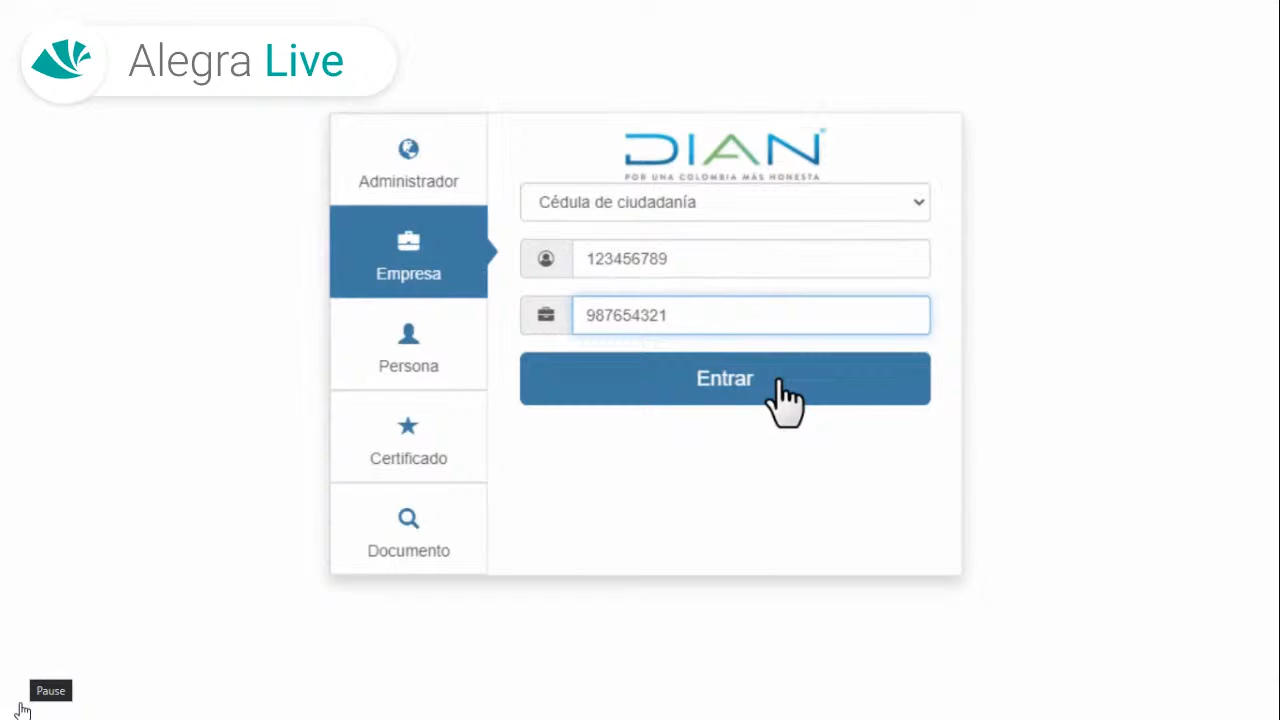 Alegra Live
Administrador
Empresa
Persona
Certificado
Documento
DIAN
POR UNA COLOMBIA MÁS HONESTA
Cédula de ciudadanía
123456789
987654321
Entrar
Pause